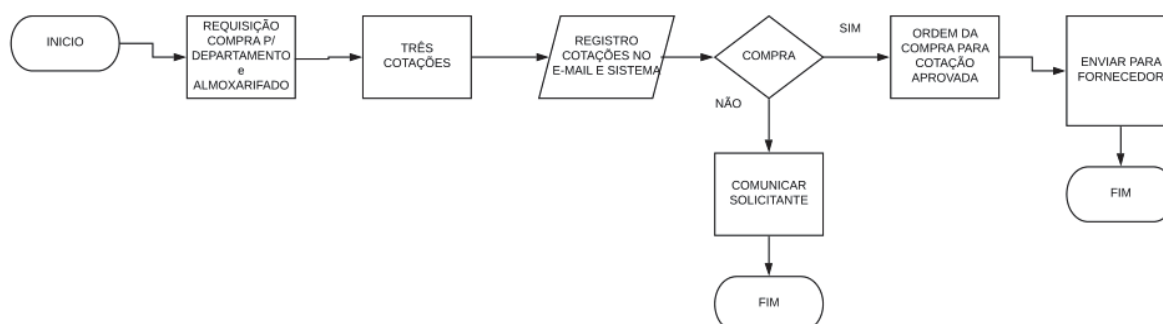 INICIO
REQUISIÇÃO
COMPRA P/
DEPARTAMENTO
e
ALMOXARIFADO
TRÊS
COTAÇÕES
REGISTRO
COTAÇÕES NO
E-MAIL E SISTEMA
COMPRA
SIM
NÃO
ORDEM DA
COMPRA PARA
COTAÇÃO
APROVADA
ENVIAR PARA
FORNECEDOR
COMUNICAR
SOLICITANTE
FIM
FIM